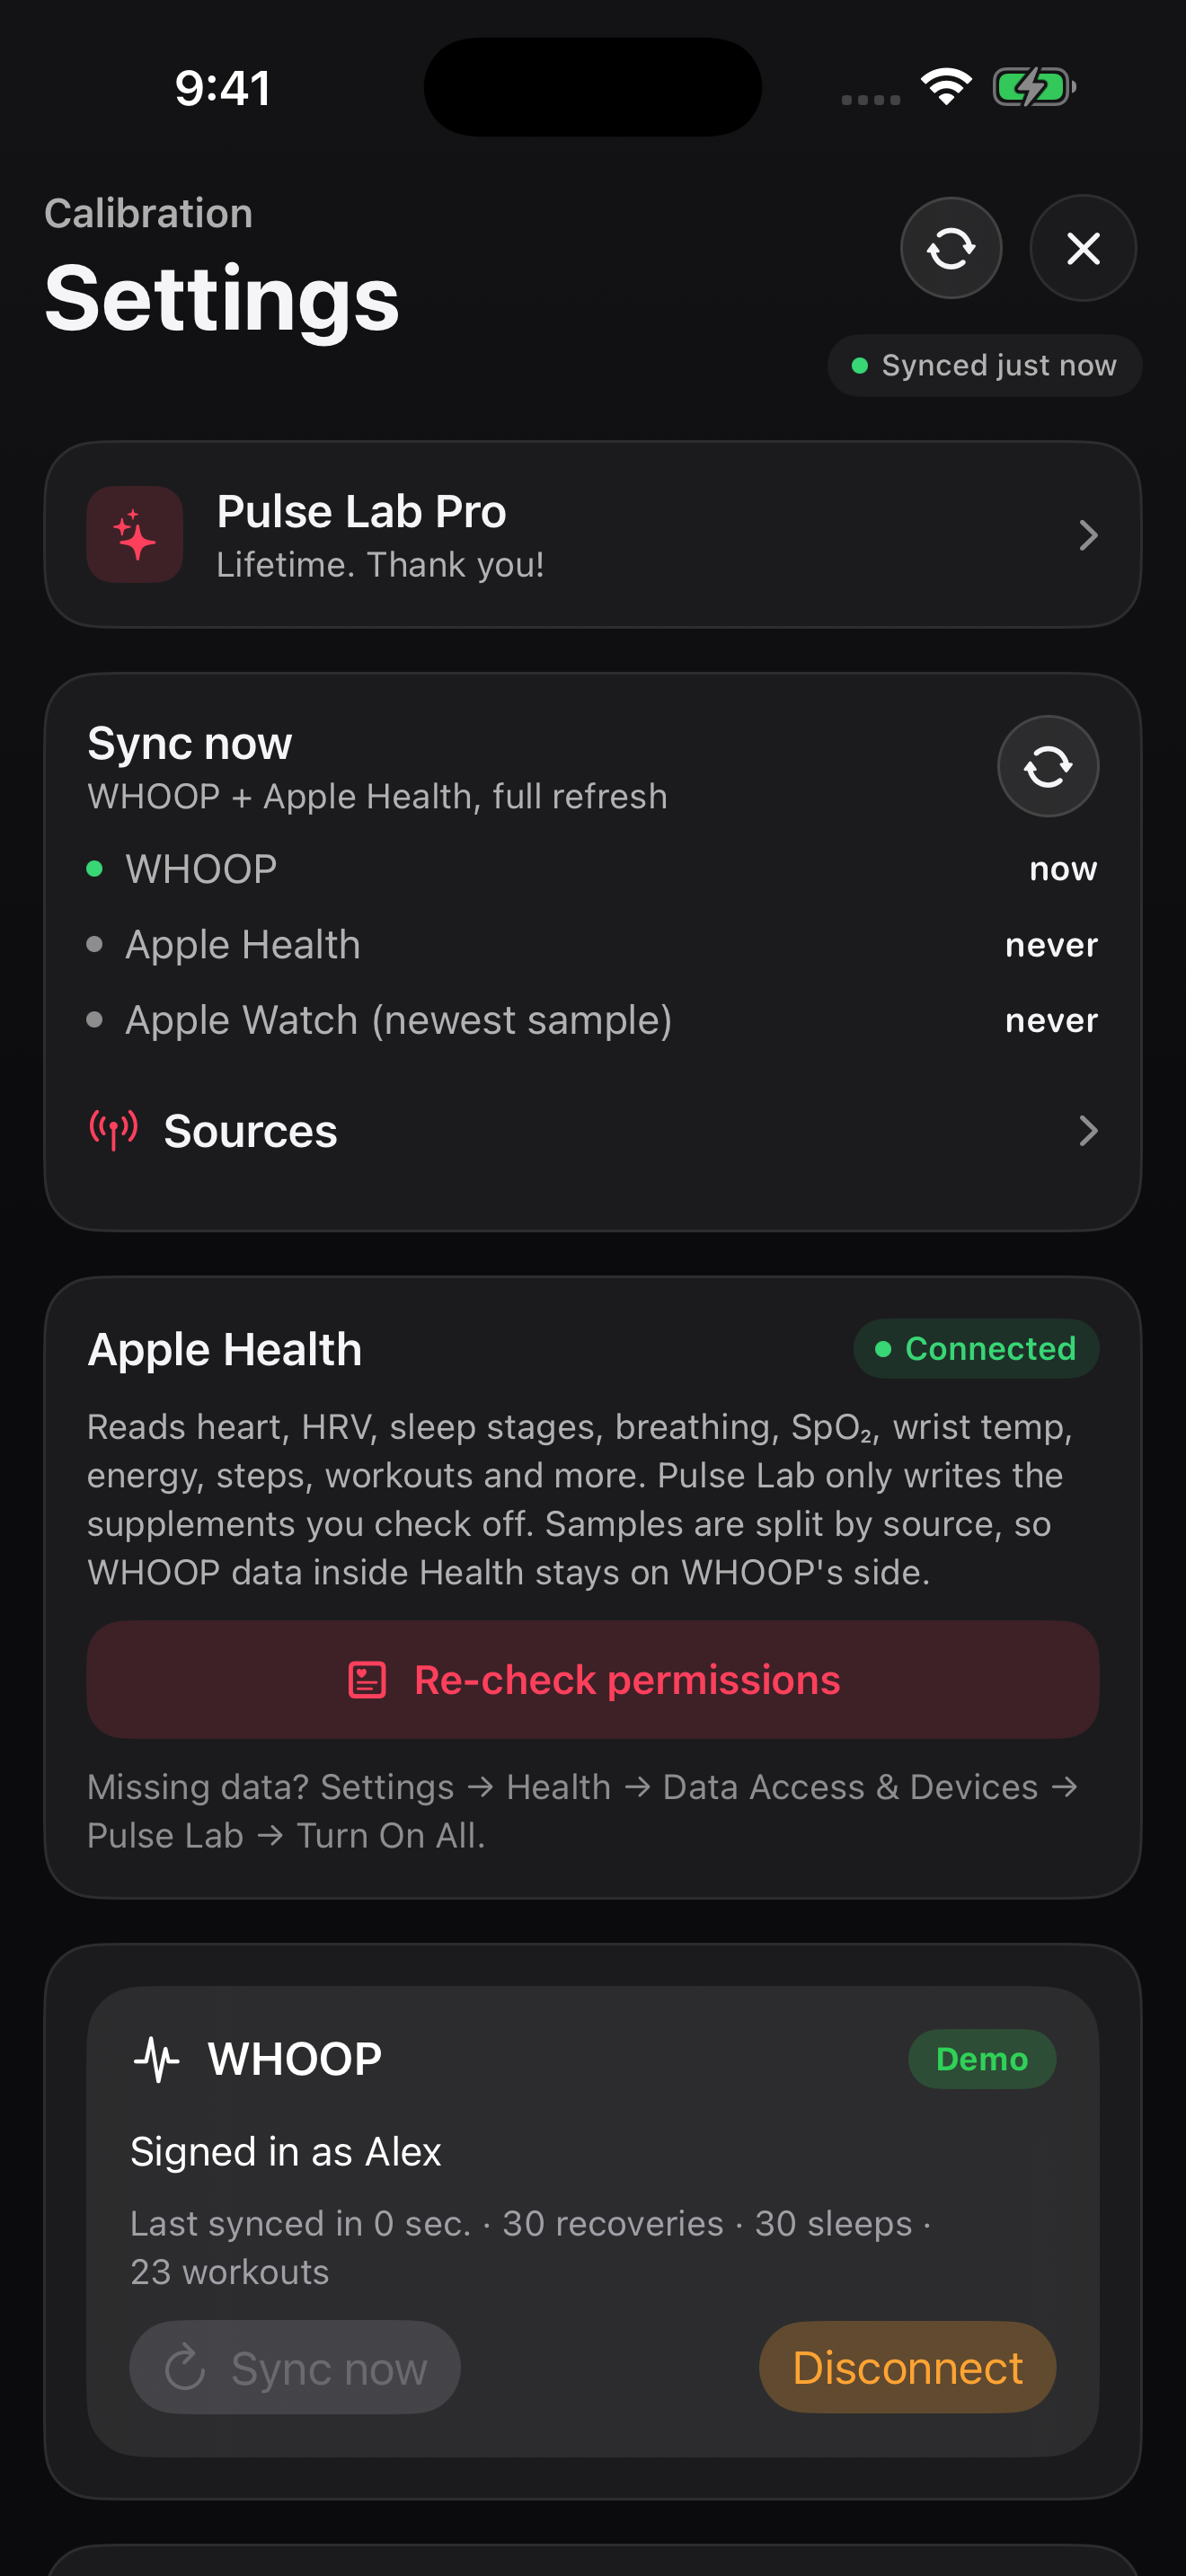 9:41
Calibration
Settings
Synced just now
Pulse Lab Pro
Lifetime. Thank you!
Sync now
WHOOP + Apple Health, full refresh
WHOOP now
Apple Health never
Apple Watch (newest sample) never
Sources
Apple Health Connected
Reads heart, HRV, sleep stages, breathing, SpO₂, wrist temp,
energy, steps, workouts and more. Pulse Lab only writes the
supplements you check off. Samples are split by source, so
WHOOP data inside Health stays on WHOOP's side.
Re-check permissions
Missing data? Settings → Health → Data Access & Devices →
Pulse Lab → Turn On All.
WHOOP Demo
Signed in as Alex
Last synced in 0 sec. · 30 recoveries · 30 sleeps ·
23 workouts
Sync now Disconnect